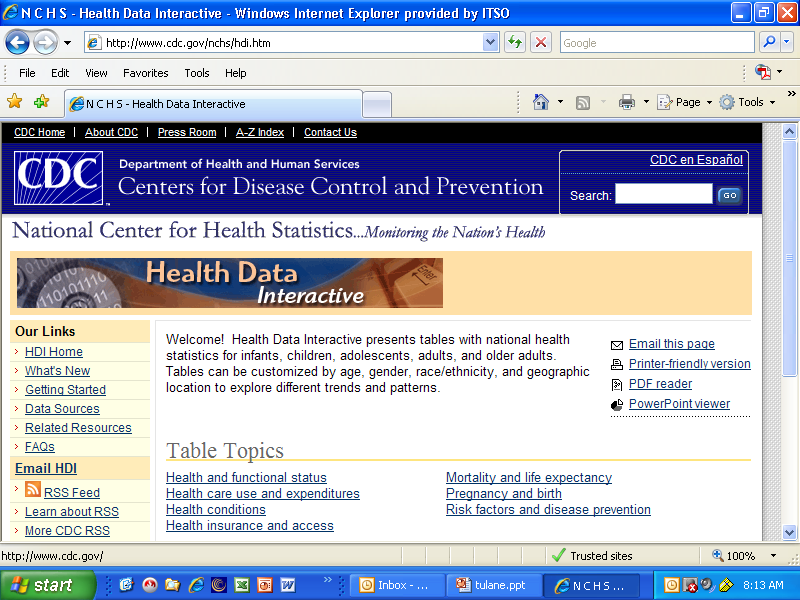 N C H S - Health Data Interactive - Windows Internet Explorer provided by ITSO
http://www.cdc.gov/nchs/hdi.htm
Google
File Edit View Favorites Tools Help
N C H S - Health Data Interactive
Page Tools »
CDC Home | About CDC | Press Room | A-Z Index | Contact Us
CDC™
Department of Health and Human Services
Centers for Disease Control and Prevention
CDC en Español
Search: GO
National Center for Health Statistics...Monitoring the Nation's Health
Health Data
Interactive
Enter
Our Links
HDI Home
What's New
Getting Started
Data Sources
Related Resources
FAQs
Email HDI
RSS Feed
Learn about RSS
More CDC RSS
Welcome! Health Data Interactive presents tables with national health
statistics for infants, children, adolescents, adults, and older adults.
Tables can be customized by age, gender, race/ethnicity, and geographic
location to explore different trends and patterns.
Email this page
Printer-friendly version
PDF reader
PowerPoint viewer
Table Topics
Health and functional status
Health care use and expenditures
Health conditions
Health insurance and access
Mortality and life expectancy
Pregnancy and birth
Risk factors and disease prevention
http://www.cdc.gov/ Trusted sites 100%
start » Inbox - ... tulane.ppt N C H S ... 8:13 AM